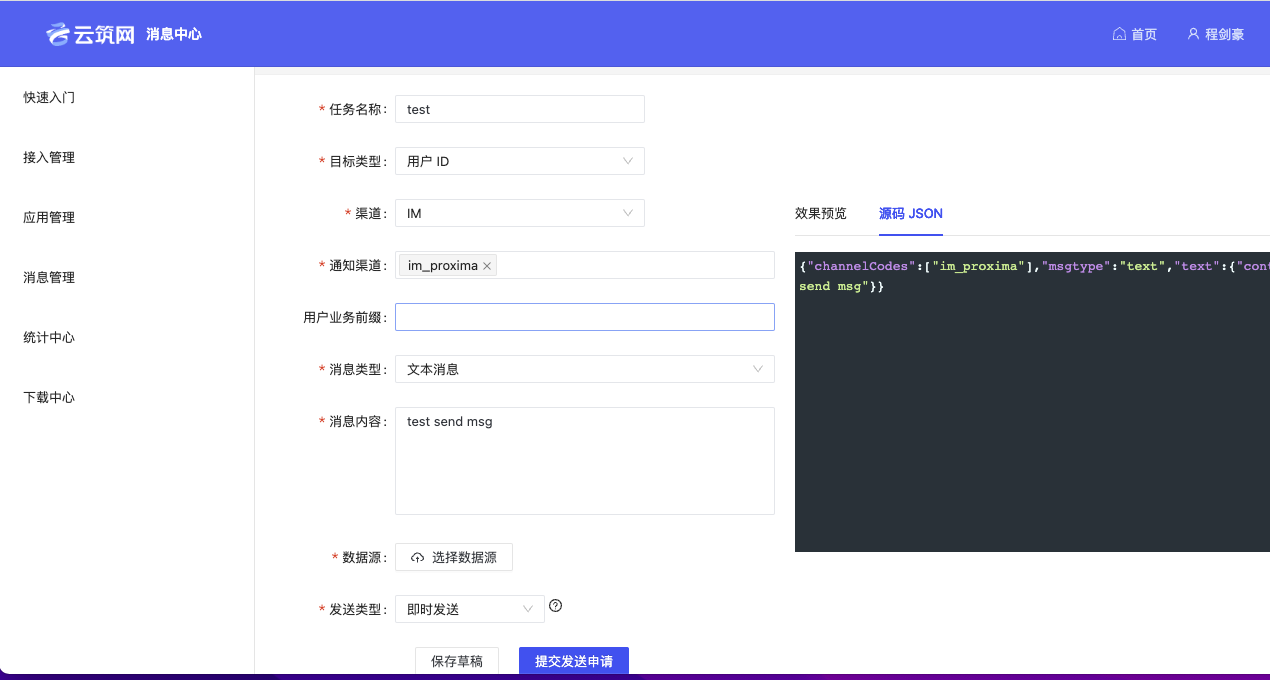 云筑网 消息中心 首页 程剑豪
快速入门
接入管理
应用管理
消息管理
统计中心
下载中心
* 任务名称: test
* 目标类型: 用户 ID
* 渠道: IM
* 通知渠道: im_proxima
用户业务前缀:
* 消息类型: 文本消息
* 消息内容: test send msg
* 数据源: 选择数据源
* 发送类型: 即时发送
保存草稿 提交发送申请
效果预览 源码 JSON
{"channelCodes":["im_proxima"],"msgtype":"text","text":{"cont
send msg"}}